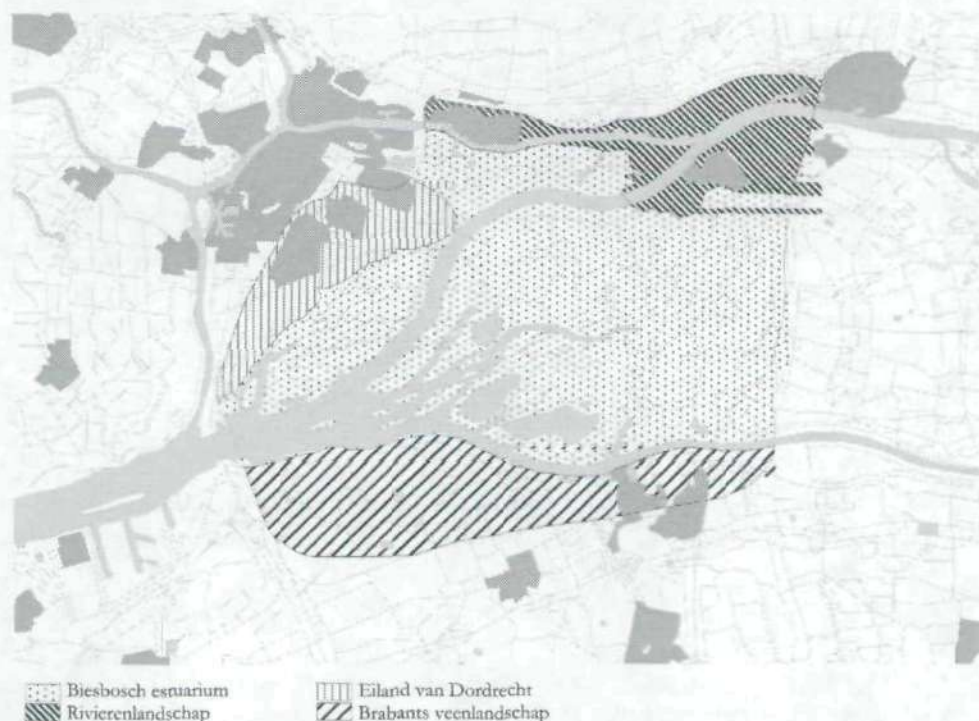 Biesbosch estuarium
Rivierenlandschap
Eiland van Dordrecht
Brabants veenlandschap